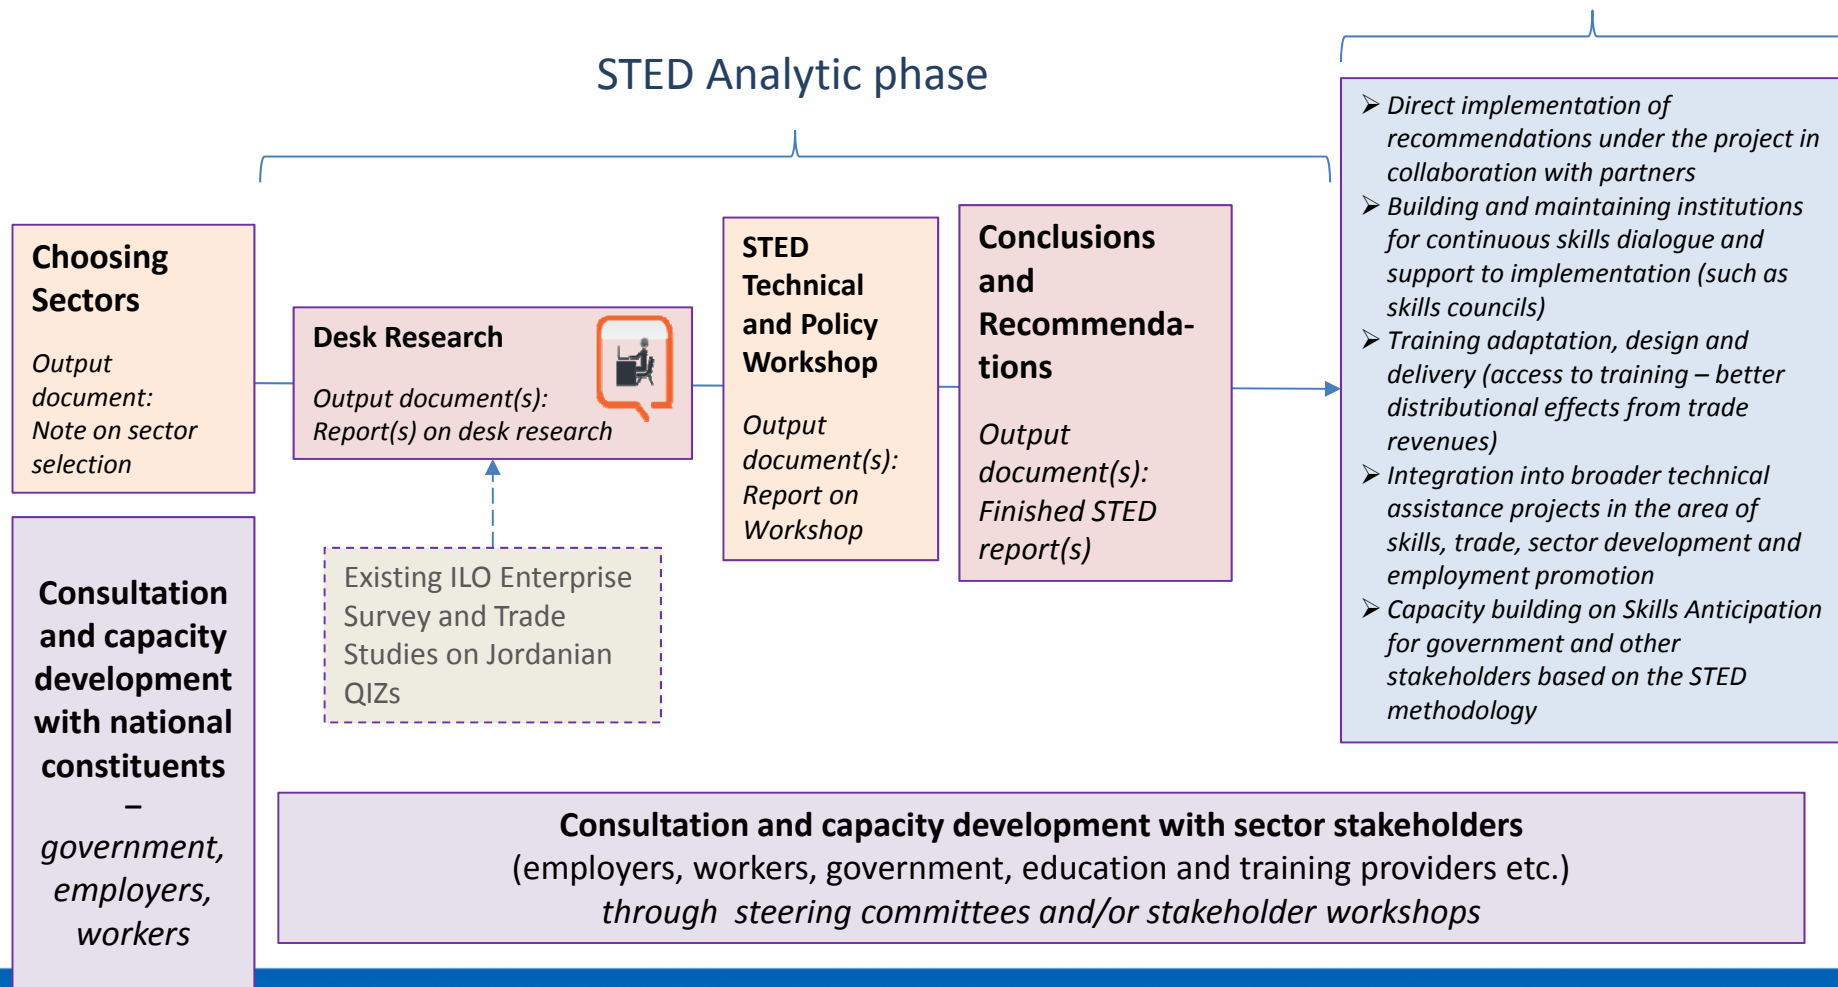 STED Analytic phase
Choosing
Sectors
Output
document:
Note on sector
selection
Desk Research
Output document(s):
Report(s) on desk research
Existing ILO Enterprise
Survey and Trade
Studies on Jordanian
QIZs
STED
Technical
and Policy
Workshop
Output
document(s):
Report on
Workshop
Conclusions
and
Recommenda-
tions
Output
document(s):
Finished STED
report(s)
➢ Direct implementation of
recommendations under the project in
collaboration with partners
➢ Building and maintaining institutions
for continuous skills dialogue and
support to implementation (such as
skills councils)
➢ Training adaptation, design and
delivery (access to training – better
distributional effects from trade
revenues)
➢ Integration into broader technical
assistance projects in the area of
skills, trade, sector development and
employment promotion
➢ Capacity building on Skills Anticipation
for government and other
stakeholders based on the STED
methodology
Consultation
and capacity
development
with national
constituents
–
government,
employers,
workers
Consultation and capacity development with sector stakeholders
(employers, workers, government, education and training providers etc.)
through steering committees and/or stakeholder workshops